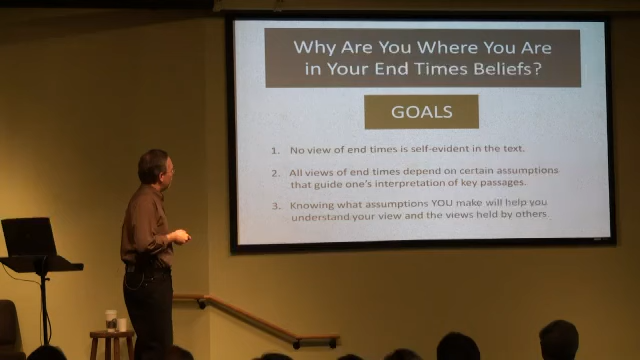 Why Are You Where You Are
in Your End Times Beliefs?
GOALS
1. No view of end times is self-evident in the text.
2. All views of end times depend on certain assumptions
that guide one's interpretation of key passages.
3. Knowing what assumptions YOU make will help you
understand your view and the views held by others.